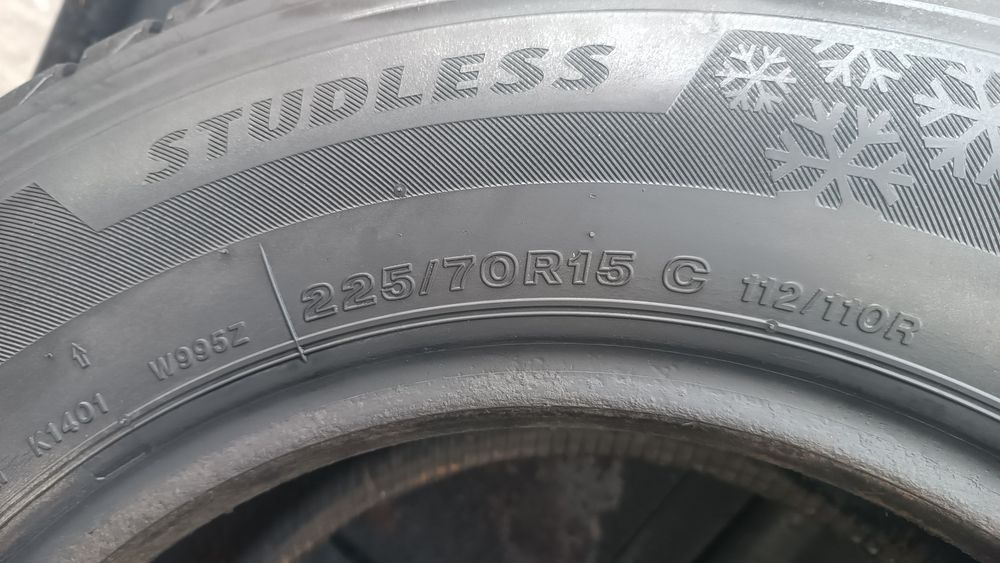 STUDLESS
225/70R15 C 112/110R
W995Z
K1401